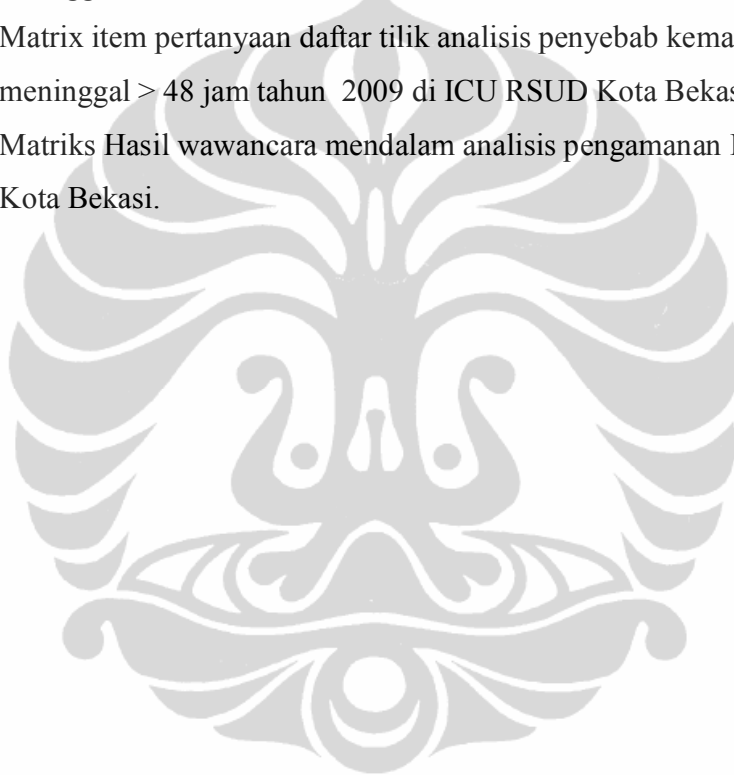 Matrix item pertanyaan daftar tilik analisis penyebab kema
meninggal > 48 jam tahun 2009 di ICU RSUD Kota Bekas
Matriks Hasil wawancara mendalam analisis pengamanan
Kota Bekasi.